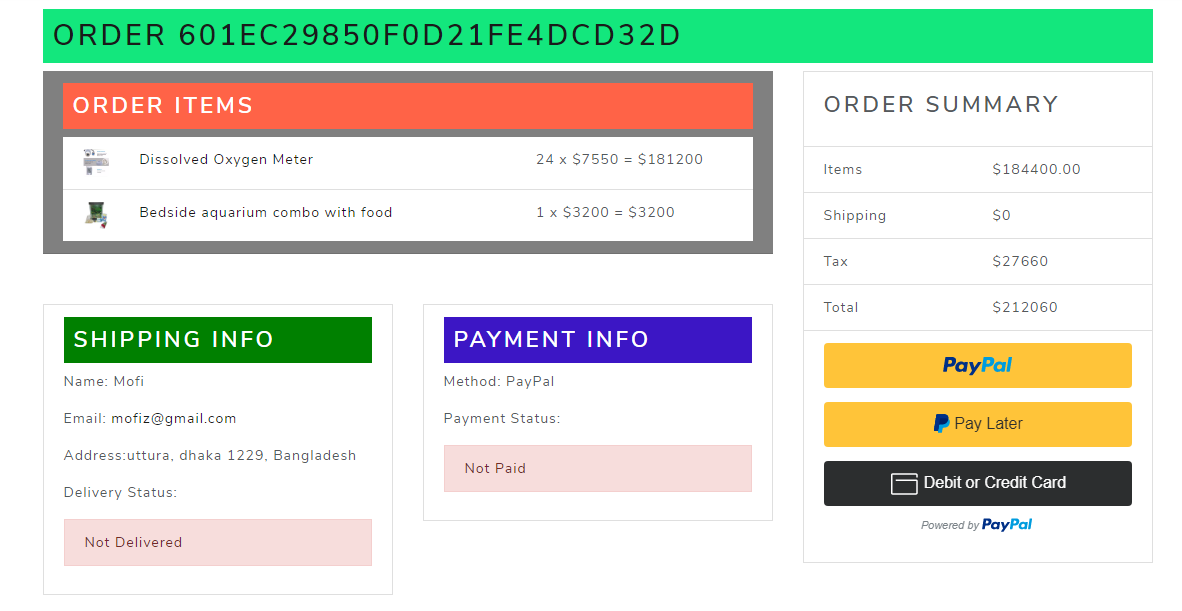 ORDER 601EC29850F0D21FE4DCD32D
ORDER ITEMS
Dissolved Oxygen Meter 24 x $7550 = $181200
Bedside aquarium combo with food 1 x $3200 = $3200
SHIPPING INFO
Name: Mofi
Email: mofiz@gmail.com
Address:uttura, dhaka 1229, Bangladesh
Delivery Status:
Not Delivered
PAYMENT INFO
Method: PayPal
Payment Status:
Not Paid
ORDER SUMMARY
Items $184400.00
Shipping $0
Tax $27660
Total $212060
PayPal
Pay Later
Debit or Credit Card
Powered by PayPal